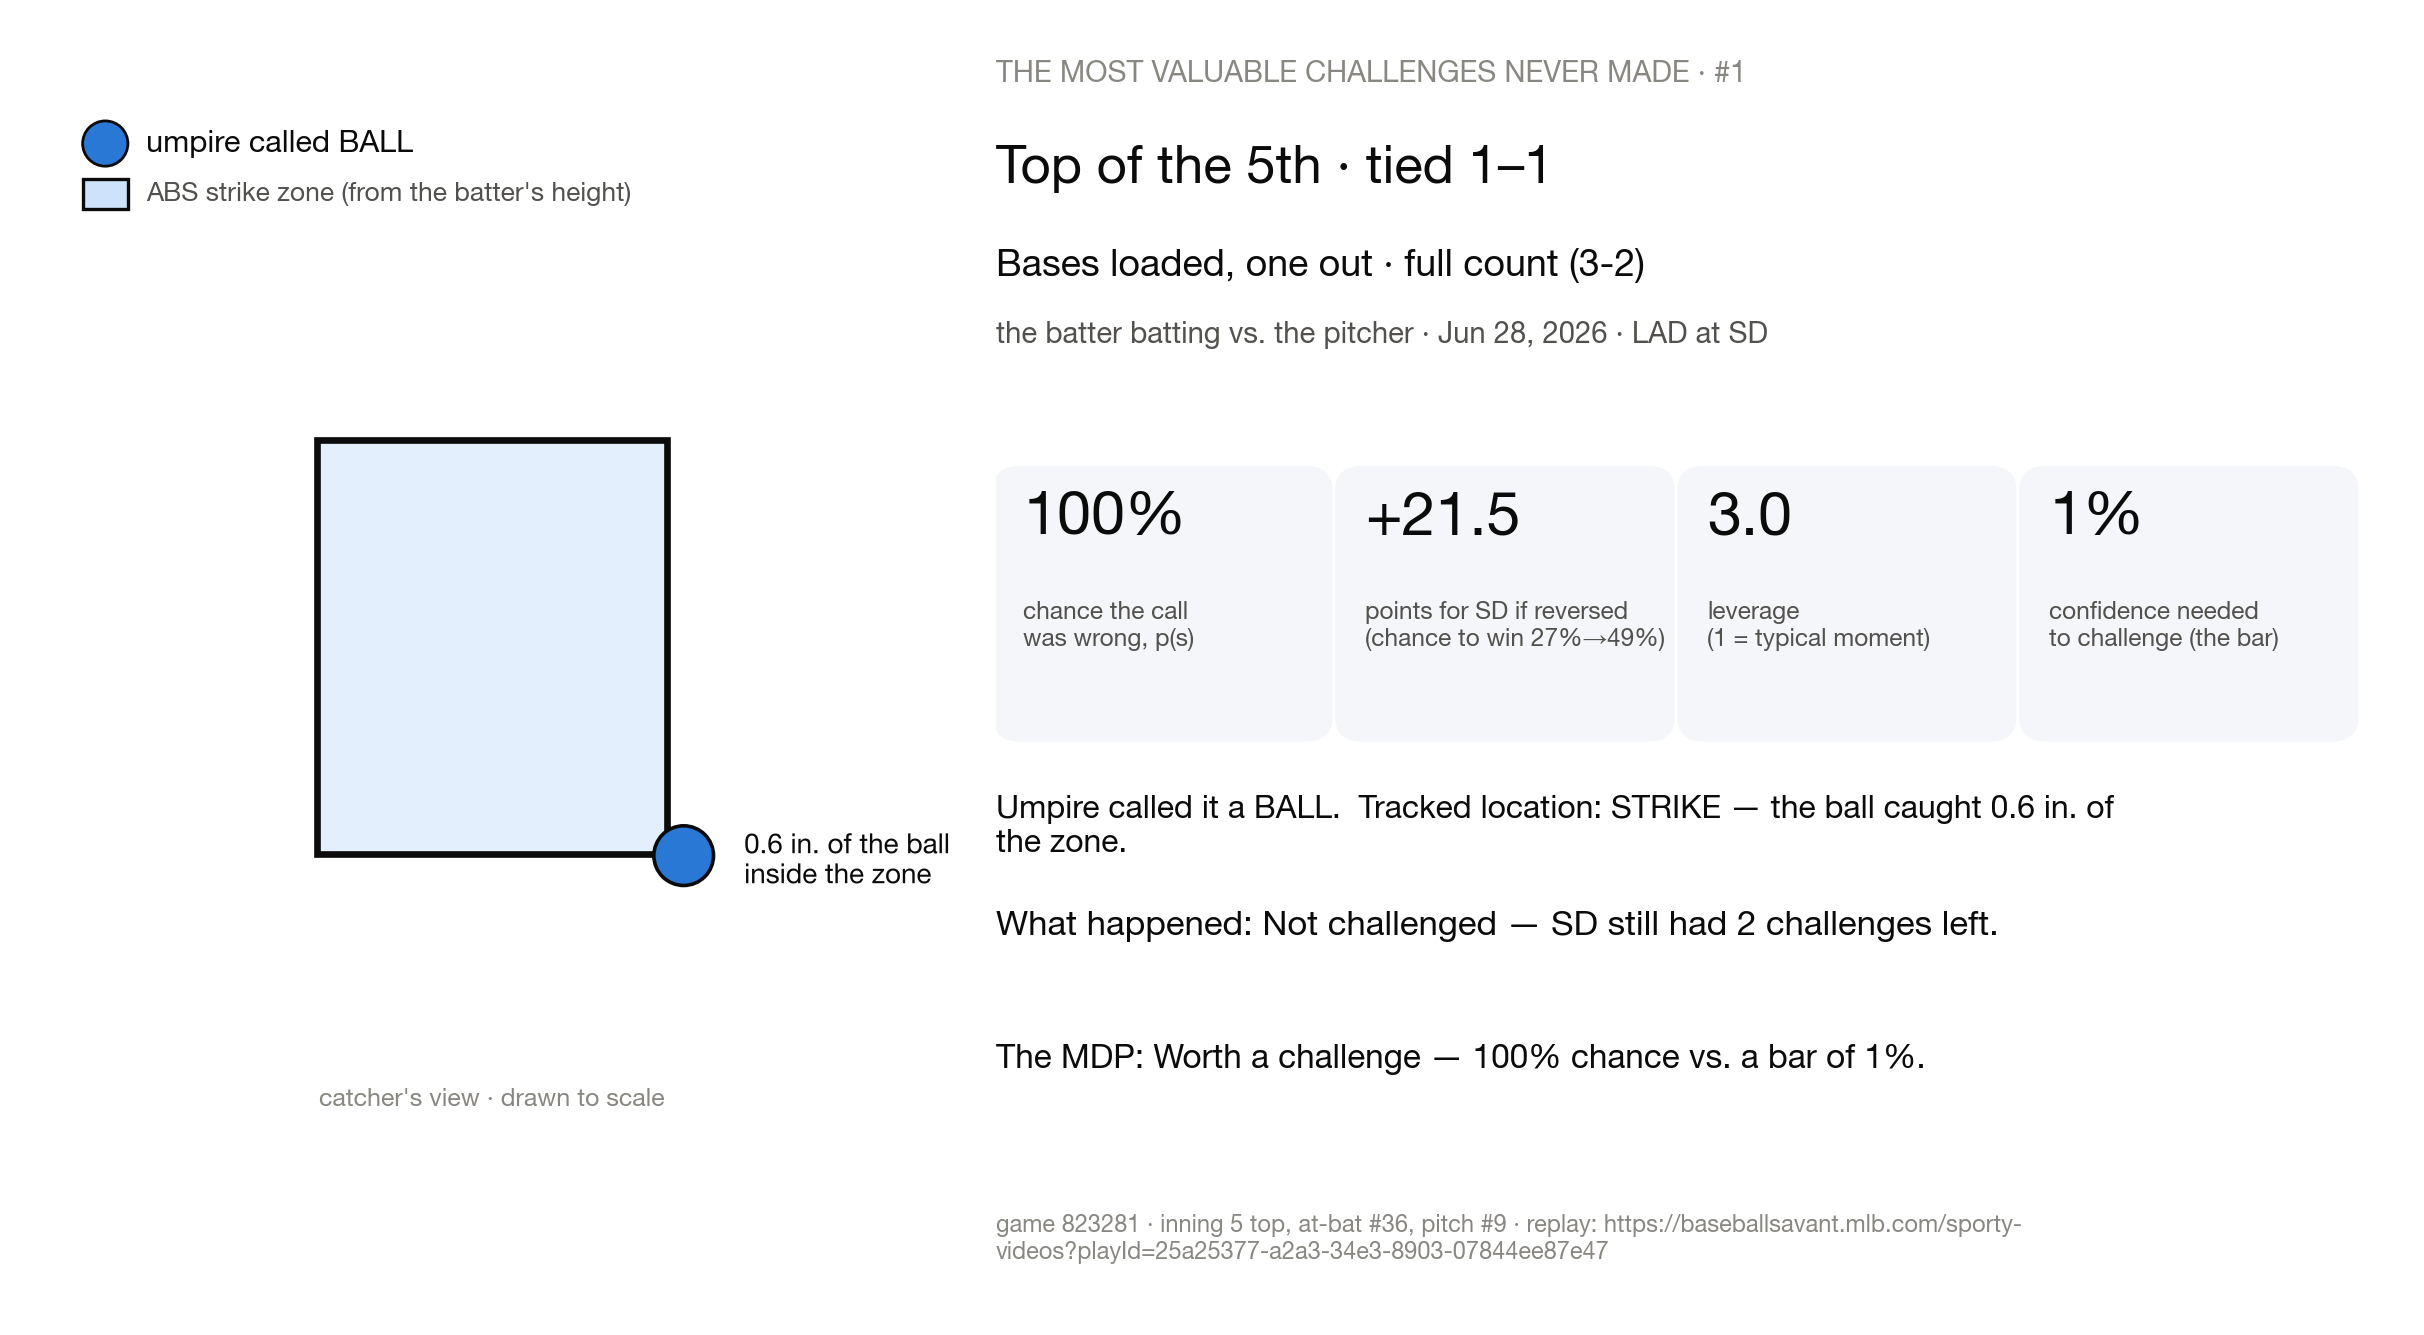 THE MOST VALUABLE CHALLENGES NEVER MADE · #1
umpire called BALL
ABS strike zone (from the batter's height)
Top of the 5th · tied 1–1
Bases loaded, one out · full count (3-2)
the batter batting vs. the pitcher · Jun 28, 2026 · LAD at SD
100%
chance the call
was wrong, p(s)
+21.5
points for SD if reversed
(chance to win 27%→49%)
3.0
leverage
(1 = typical moment)
1%
confidence needed
to challenge (the bar)
0.6 in. of the ball
inside the zone
Umpire called it a BALL.  Tracked location: STRIKE — the ball caught 0.6 in. of
the zone.
What happened: Not challenged — SD still had 2 challenges left.
The MDP: Worth a challenge — 100% chance vs. a bar of 1%.
catcher's view · drawn to scale
game 823281 · inning 5 top, at-bat #36, pitch #9 · replay: https://baseballsavant.mlb.com/sporty-
videos?playId=25a25377-a2a3-34e3-8903-07844ee87e47